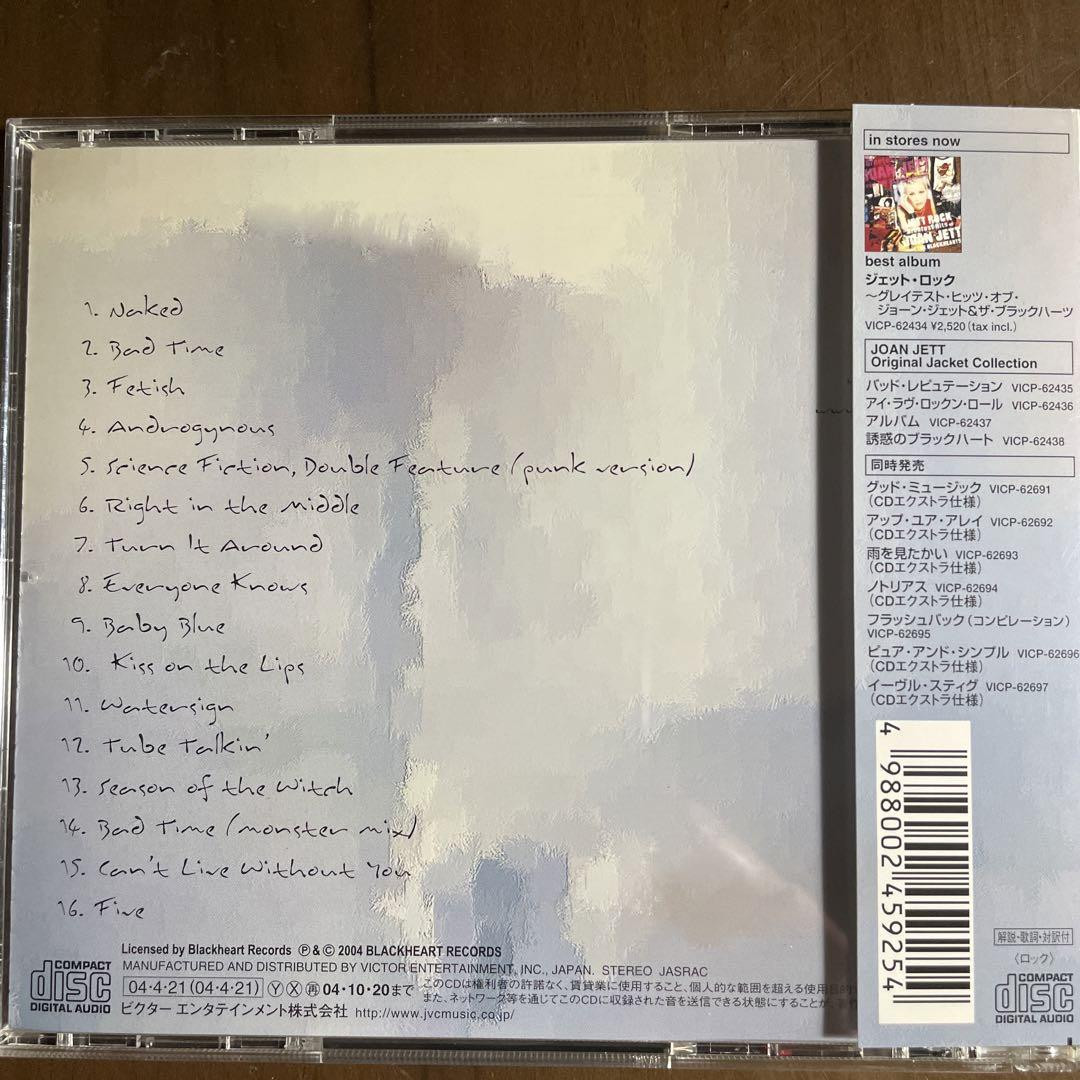 1. Naked
2. Bad Time
3. Fetish
4. Androgynous
5. Science Fiction, Double Feature (punk version)
6. Right in the Middle
7. Turn It Around
8. Everyone Knows
9. Baby Blue
10. Kiss on the Lips
11. Watersign
12. Tube Talkin'
13. Season of the Witch
14. Bad Time (monster mix)
15. Can't Live Without You
16. Five
Licensed by Blackheart Records Ⓟ & © 2004 BLACKHEART RECORDS
MANUFACTURED AND DISTRIBUTED BY VICTOR ENTERTAINMENT, INC., JAPAN. STEREO JASRAC
COMPACT
disc
DIGITAL AUDIO
04・4・21 (04・4・21) Ⓨ Ⓧ ㊢ 04・10・20まで
ビクター エンタテインメント株式会社 http://www.jvcmusic.co.jp/
このCDは権利者の許諾なく、賃貸業に使用すること、個人的な範囲を超える使用目的
また、ネットワーク等を通じてこのCDに収録された音を送信できる状態にすることが、
in stores now
JOAN JETT
best album
ジェット・ロック
〜グレイテスト・ヒッツ・オブ・
ジョーン・ジェット&ザ・ブラックハーツ
VICP-62434 ¥2,520(tax incl.)
JOAN JETT
Original Jacket Collection
バッド・レピュテーション VICP-62435
アイ・ラヴ・ロックン・ロール VICP-62436
アルバム VICP-62437
誘惑のブラックハート VICP-62438
同時発売
グッド・ミュージック VICP-62691
(CDエクストラ仕様)
アップ・ユア・アレイ VICP-62692
(CDエクストラ仕様)
雨を見たかい VICP-62693
(CDエクストラ仕様)
ノトリアス VICP-62694
(CDエクストラ仕様)
フラッシュバック(コンピレーション)
VICP-62695
ピュア・アンド・シンプル VICP-62696
(CDエクストラ仕様)
イーヴル・スティグ VICP-62697
(CDエクストラ仕様)
4 988002 459254
解説・歌詞・対訳付
〈ロック〉
COMPACT
disc
DIGITAL AUDIO